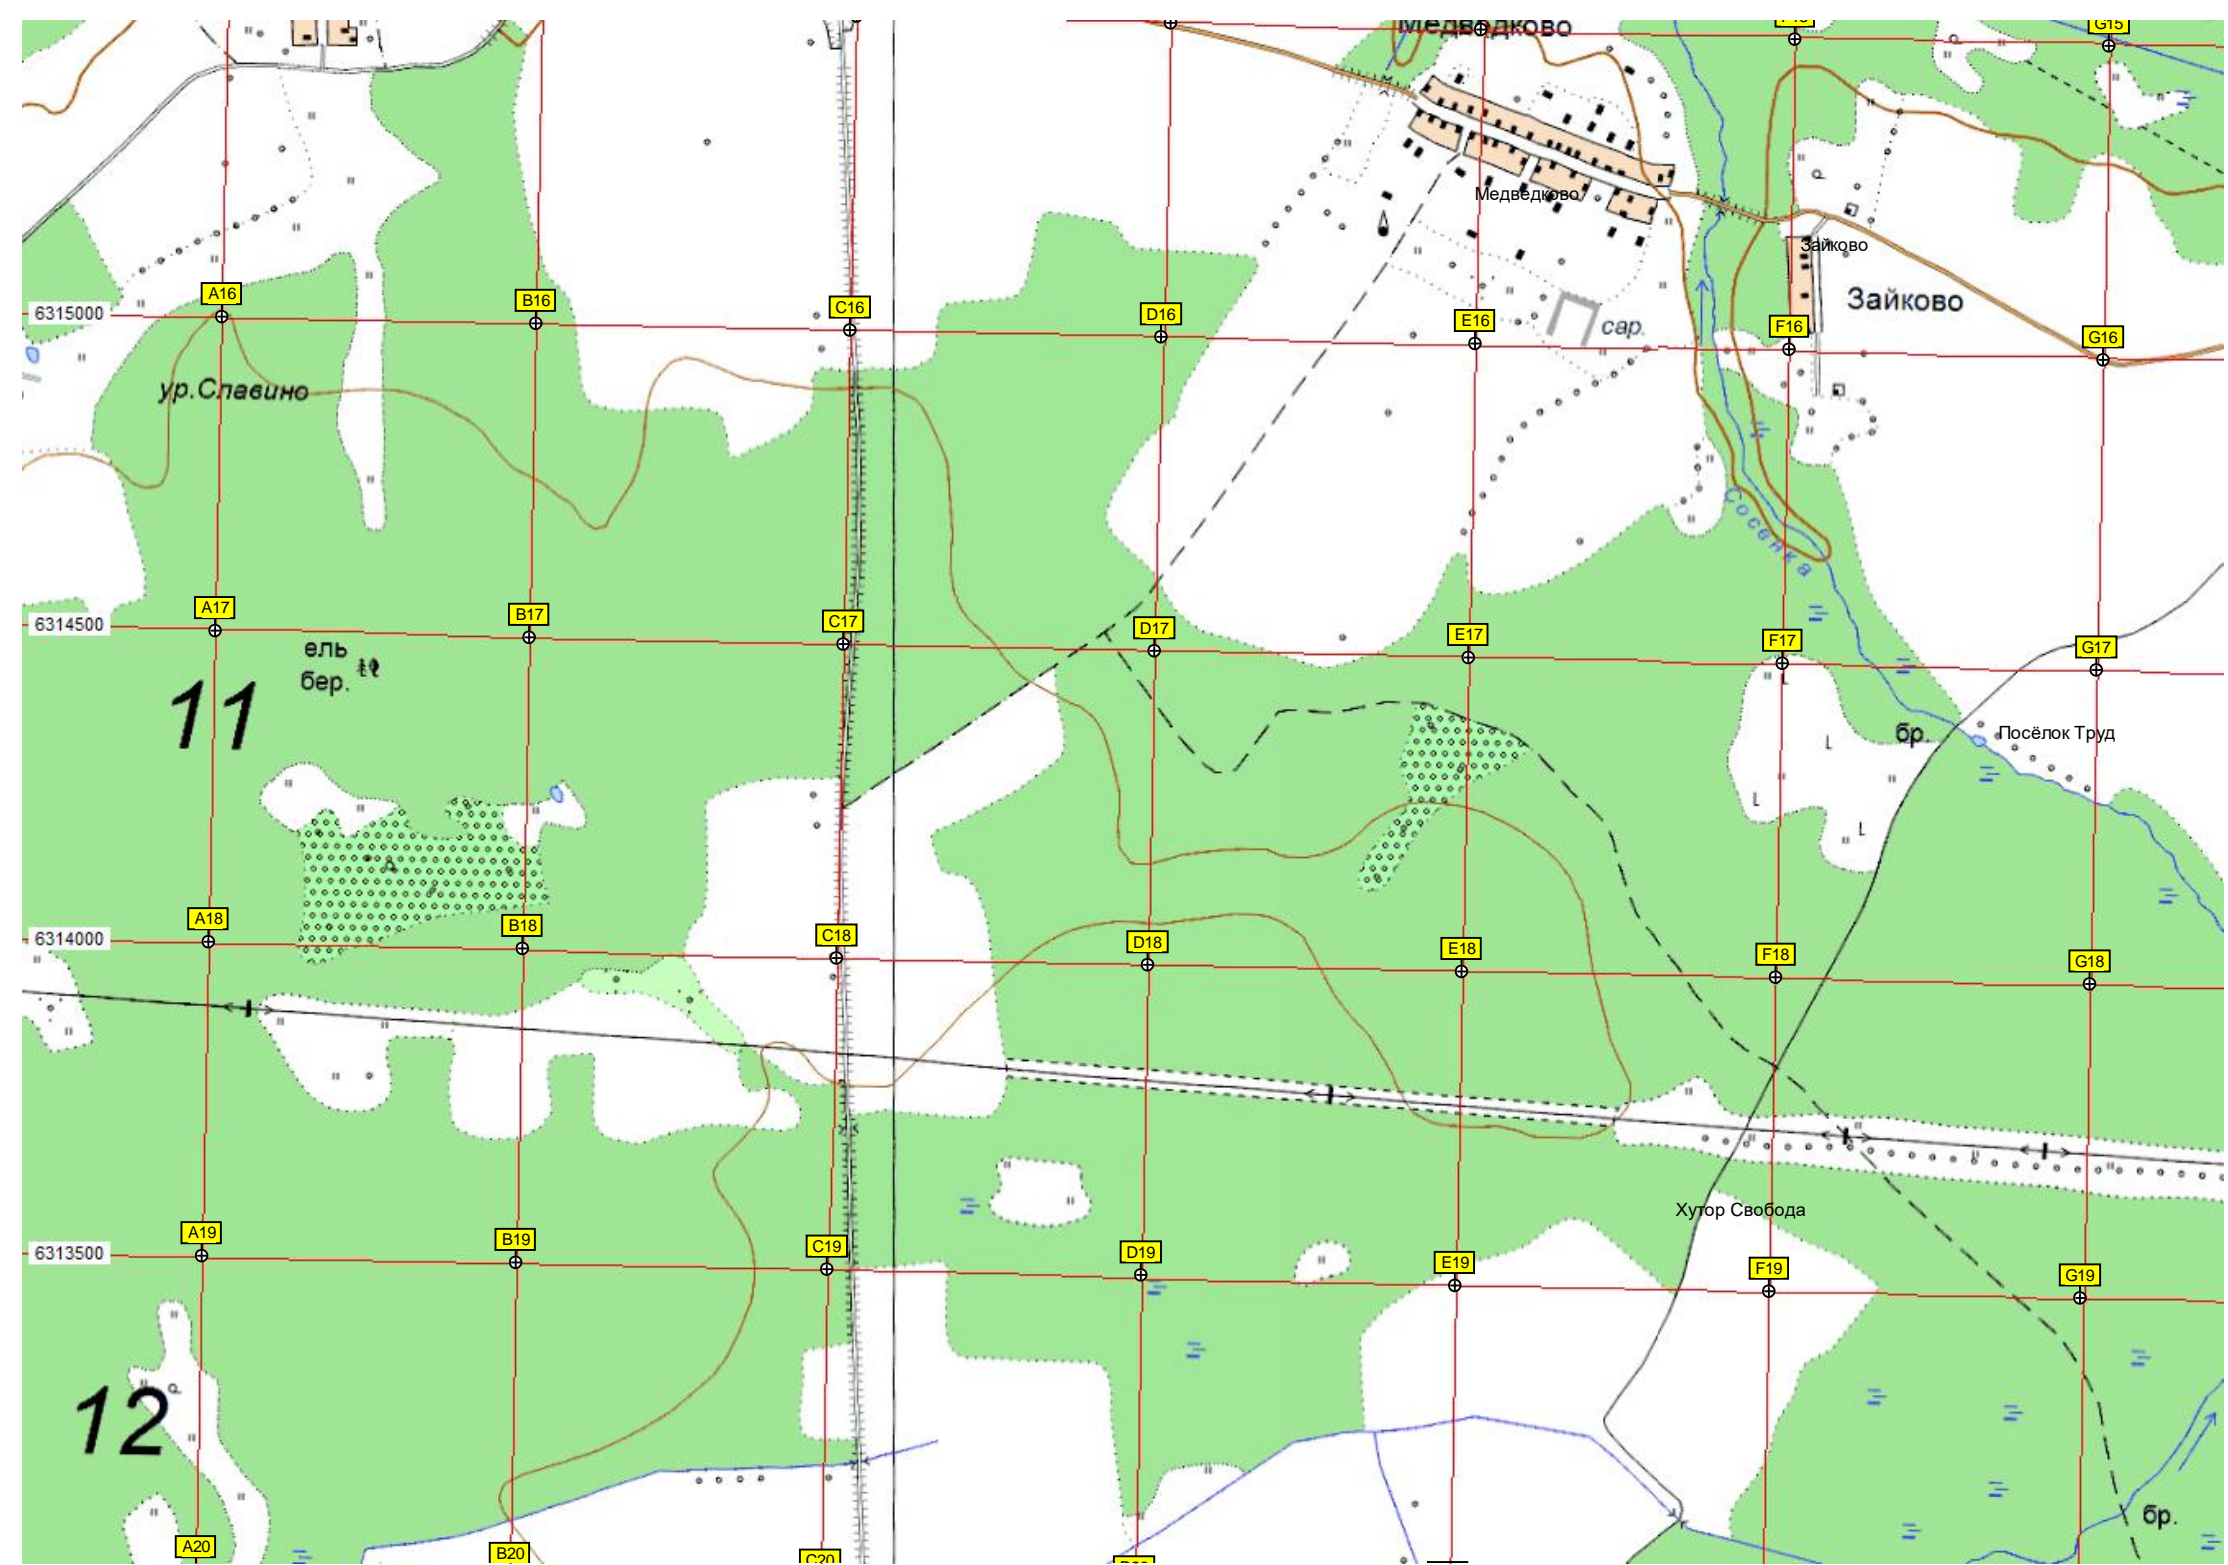 Медведково
G15
Медведково
Зайково
A16
B16
C16
D16
E16
F16
G16
6315000
Зайково
сар.
ур.Славино
Сосенка
A17
B17
C17
D17
E17
F17
G17
6314500
ель
бер.
11
бр.
Посёлок Труд
A18
B18
C18
D18
E18
F18
G18
6314000
Хутор Свобода
A19
B19
C19
D19
E19
F19
G19
6313500
12
бр.
A20
B20
C20